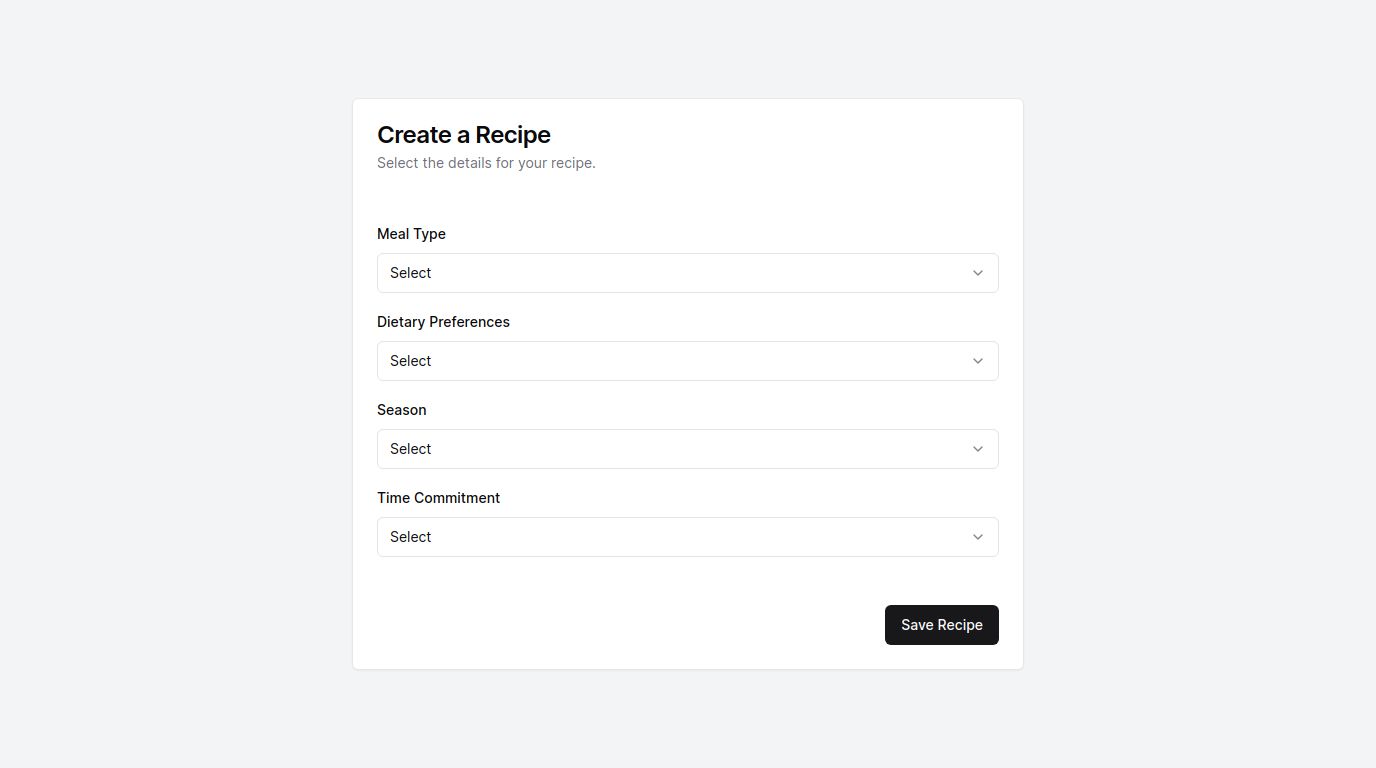 Create a Recipe
Select the details for your recipe.
Meal Type
Select
Dietary Preferences
Select
Season
Select
Time Commitment
Select
Save Recipe